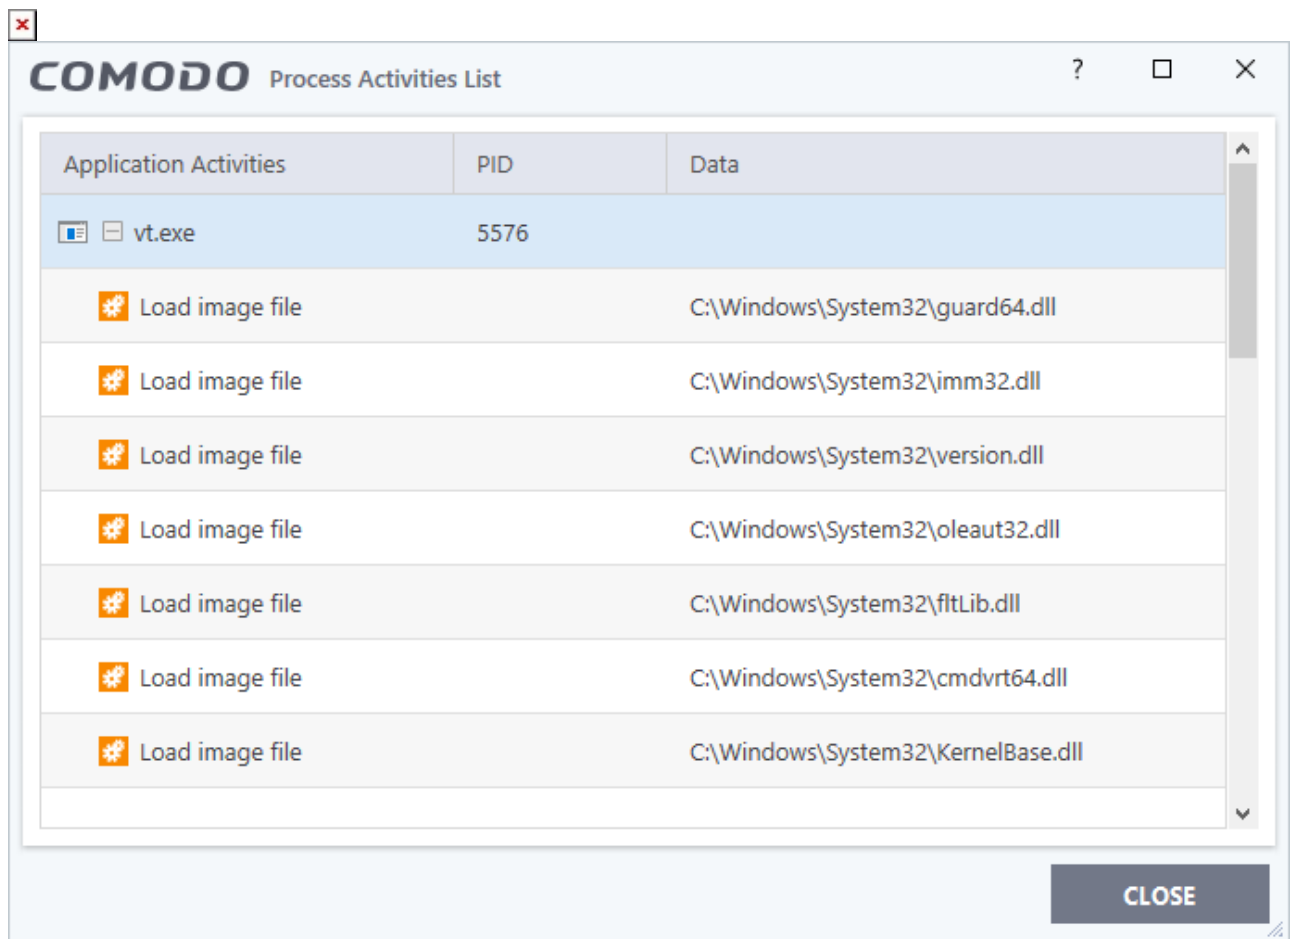 COMODO Process Activities List ?
Application Activities PID Data
vt.exe 5576
Load image file C:\Windows\System32\guard64.dll
Load image file C:\Windows\System32\imm32.dll
Load image file C:\Windows\System32\version.dll
Load image file C:\Windows\System32\oleaut32.dll
Load image file C:\Windows\System32\fltLib.dll
Load image file C:\Windows\System32\cmdvrt64.dll
Load image file C:\Windows\System32\KernelBase.dll
CLOSE